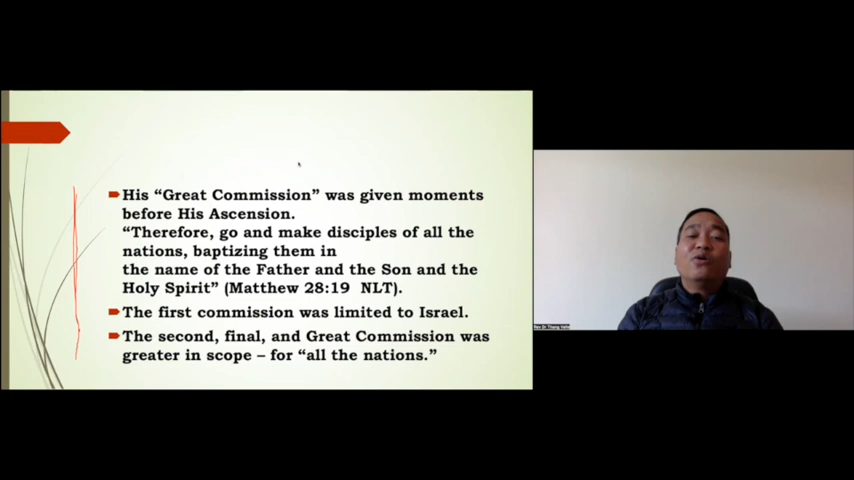 His “Great Commission” was given moments
before His Ascension.
“Therefore, go and make disciples of all the
nations, baptizing them in
the name of the Father and the Son and the
Holy Spirit” (Matthew 28:19 NLT).
The first commission was limited to Israel.
The second, final, and Great Commission was
greater in scope – for “all the nations.”